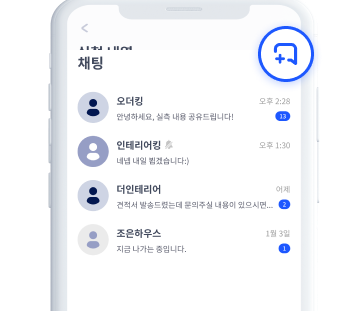 채팅
오더킹
오후 2:28
안녕하세요, 실측 내용 공유드립니다!
13
인테리어킹
오후 1:30
네넵 내일 뵙겠습니다:)
더인테리어
어제
견적서 발송드렸는데 문의주실 내용이 있으시면...
2
조은하우스
1월 3일
지금 나가는 중입니다.
1